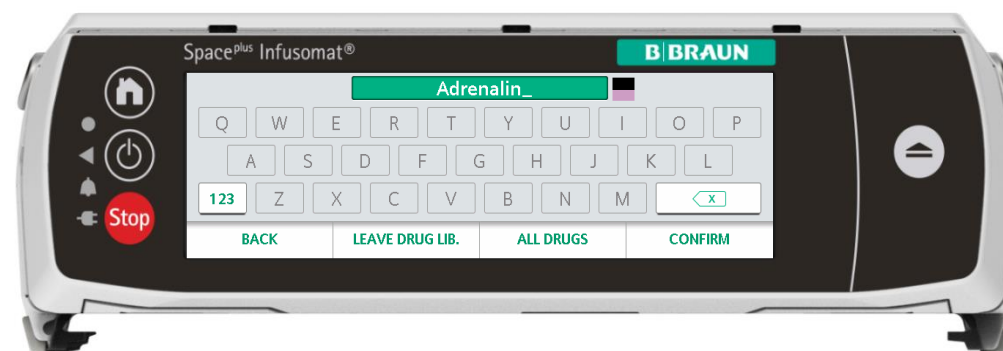 Space plus Infusomat®
B BRAUN
Adrenalin_
Q W E R T Y U I O P
A S D F G H J K L
123 Z X C V B N M X
Stop
BACK LEAVE DRUG LIB. ALL DRUGS CONFIRM